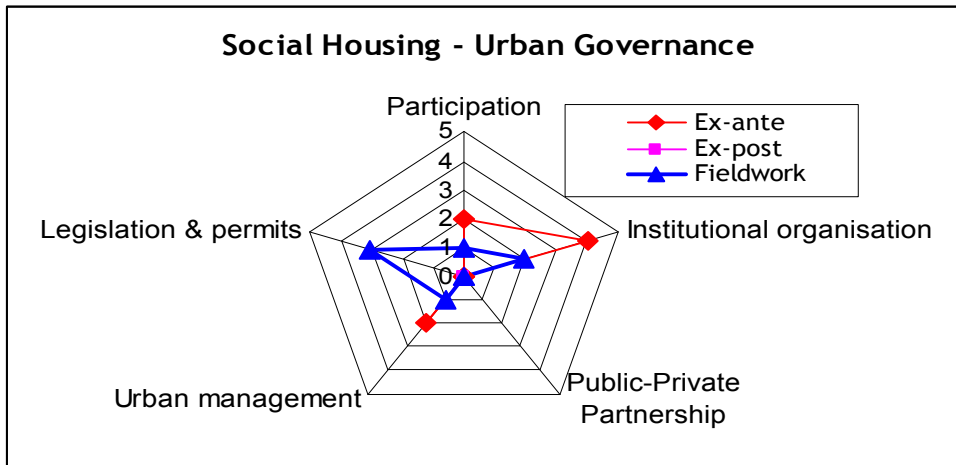 Social Housing - Urban Governance
Participation
Ex-ante
Ex-post
Fieldwork
5
4
3
2
1
0
Legislation & permits
Institutional organisation
Urban management
Public-Private
Partnership